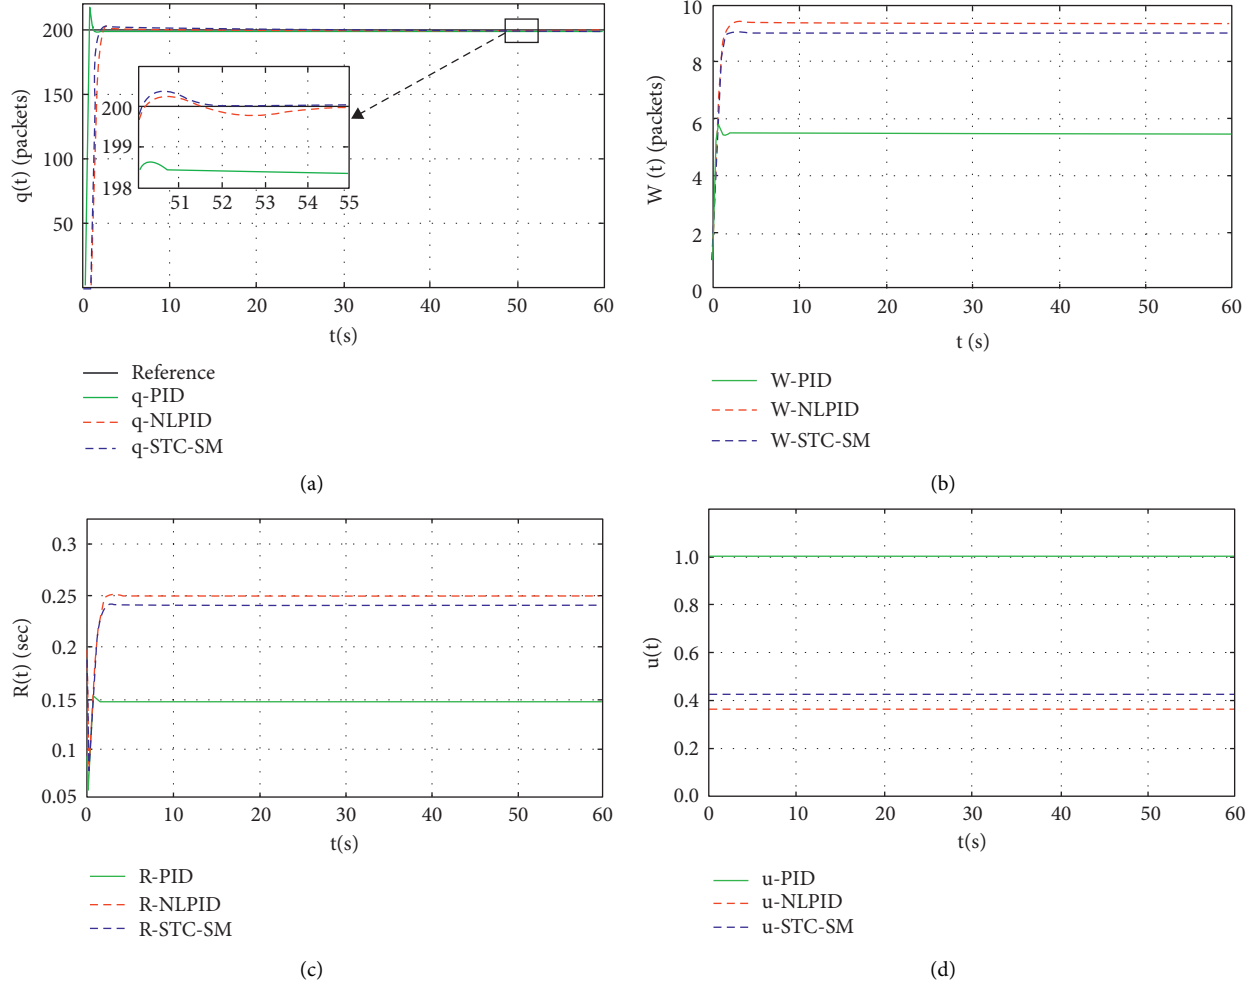 q(t) (packets)
200
150
100
50
0 10 20 30 40 50 60
t(s)
200
199
198
51 52 53 54 55
Reference
q-PID
q-NLPID
q-STC-SM
(a)
W (t) (packets)
10
8
6
4
2
0
0 10 20 30 40 50 60
t (s)
W-PID
W-NLPID
W-STC-SM
(b)
R(t) (sec)
0.3
0.25
0.2
0.15
0.1
0.05
0 10 20 30 40 50 60
t(s)
R-PID
R-NLPID
R-STC-SM
(c)
u(t)
1.0
0.8
0.6
0.4
0.2
0.0
0 10 20 30 40 50 60
t(s)
u-PID
u-NLPID
u-STC-SM
(d)